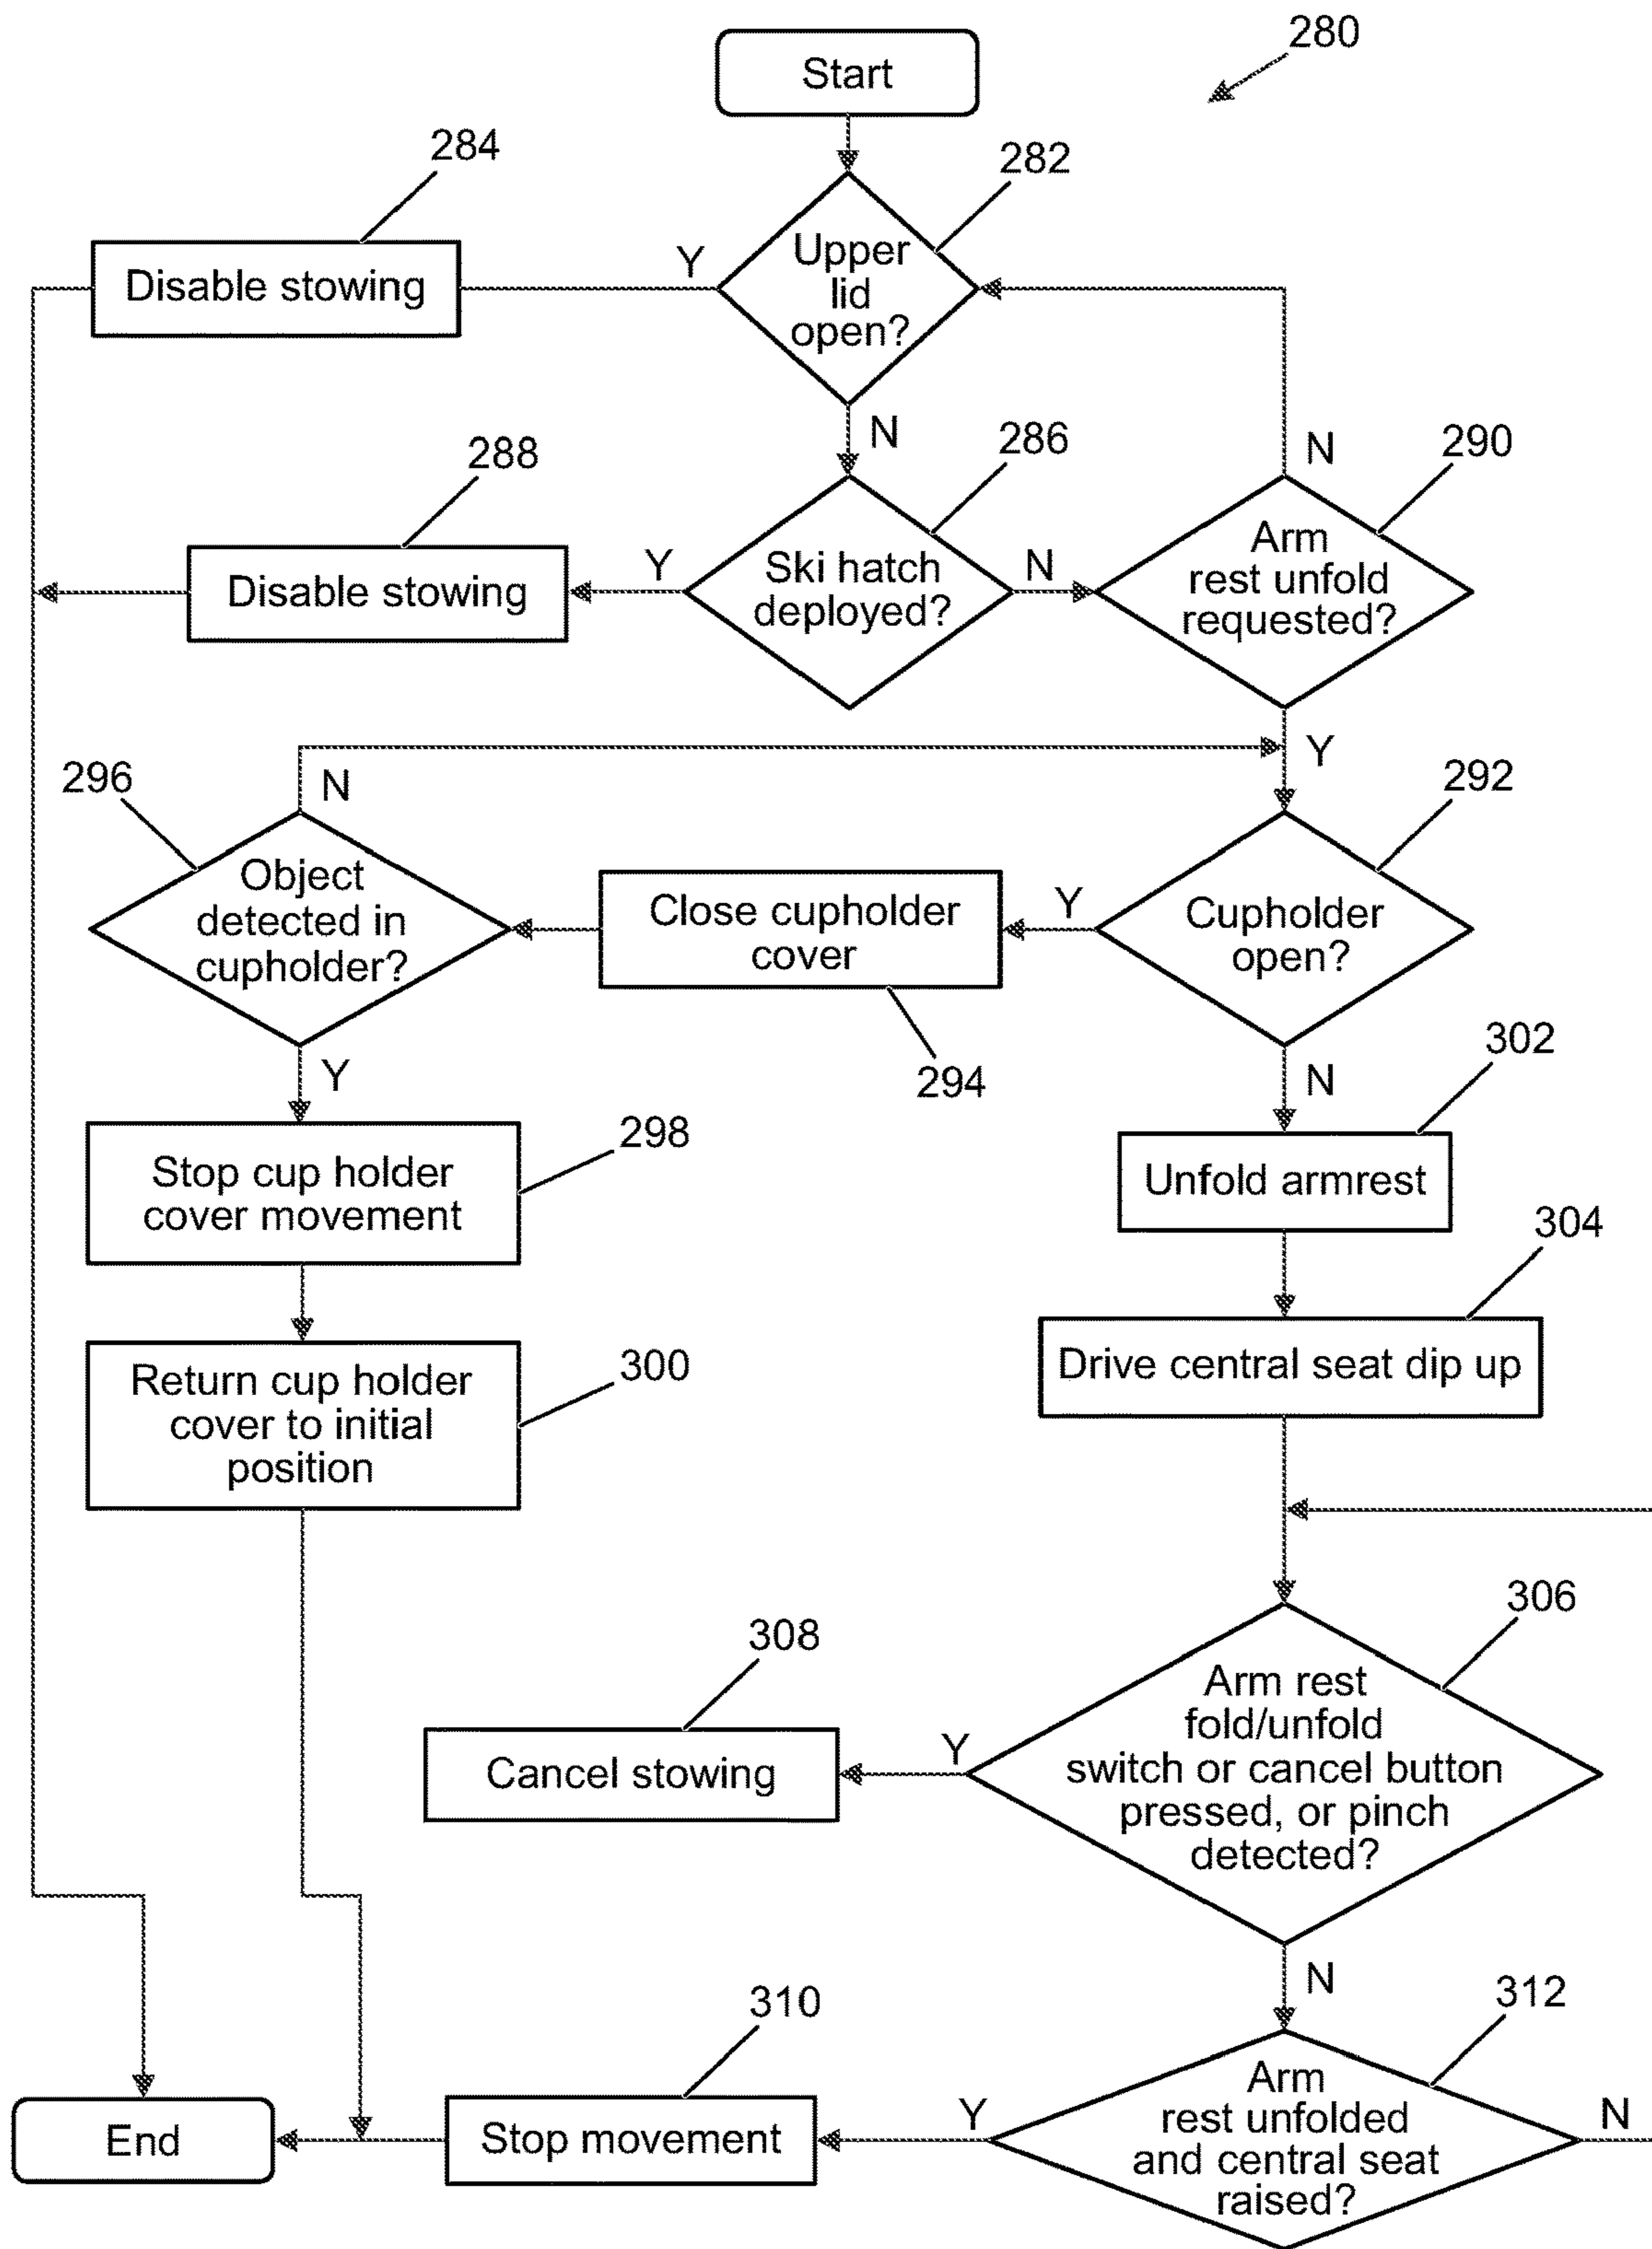 280
Start
284
282
Disable stowing
Y
Upper
lid
open?
N
288
286
N
290
Disable stowing
Y
Ski hatch
deployed?
N
Arm
rest unfold
requested?
296
N
Y
292
Object
detected in
cupholder?
Close cupholder
cover
Y
Cupholder
open?
294
Y
N
302
298
Stop cup holder
cover movement
Unfold armrest
304
300
Return cup holder
cover to initial
position
Drive central seat dip up
306
308
Cancel stowing
Y
Arm rest
fold/unfold
switch or cancel button
pressed, or pinch
detected?
N
310
312
End
Stop movement
Y
Arm
rest unfolded
and central seat
raised?
N